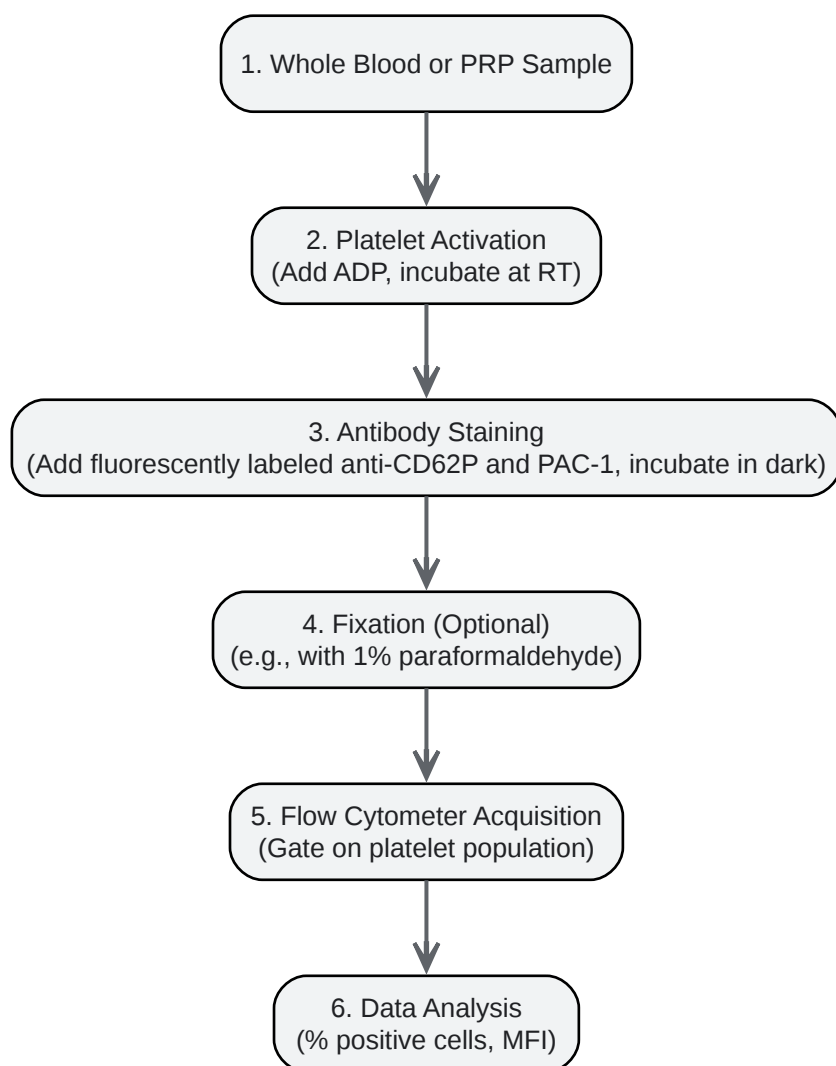 1. Whole Blood or PRP Sample
2. Platelet Activation
(Add ADP, incubate at RT)
3. Antibody Staining
(Add fluorescently labeled anti-CD62P and PAC-1, incubate in dark)
4. Fixation (Optional)
(e.g., with 1% paraformaldehyde)
5. Flow Cytometer Acquisition
(Gate on platelet population)
6. Data Analysis
(% positive cells, MFI)